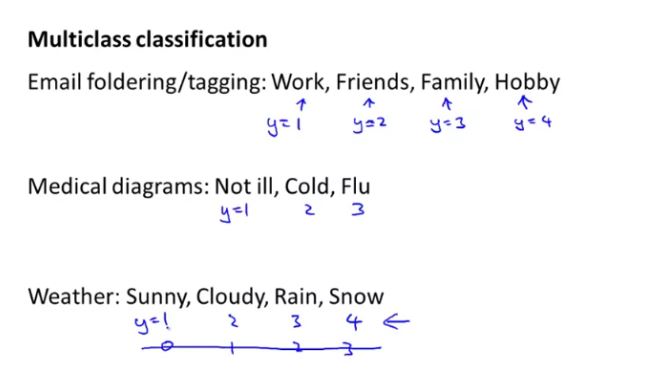 Multiclass classification
Email foldering/tagging: Work, Friends, Family, Hobby
y=1 y=2 y=3 y=4
Medical diagrams: Not ill, Cold, Flu
y=1 2 3
Weather: Sunny, Cloudy, Rain, Snow
y=1 2 3 4 ←
0 1 2 3